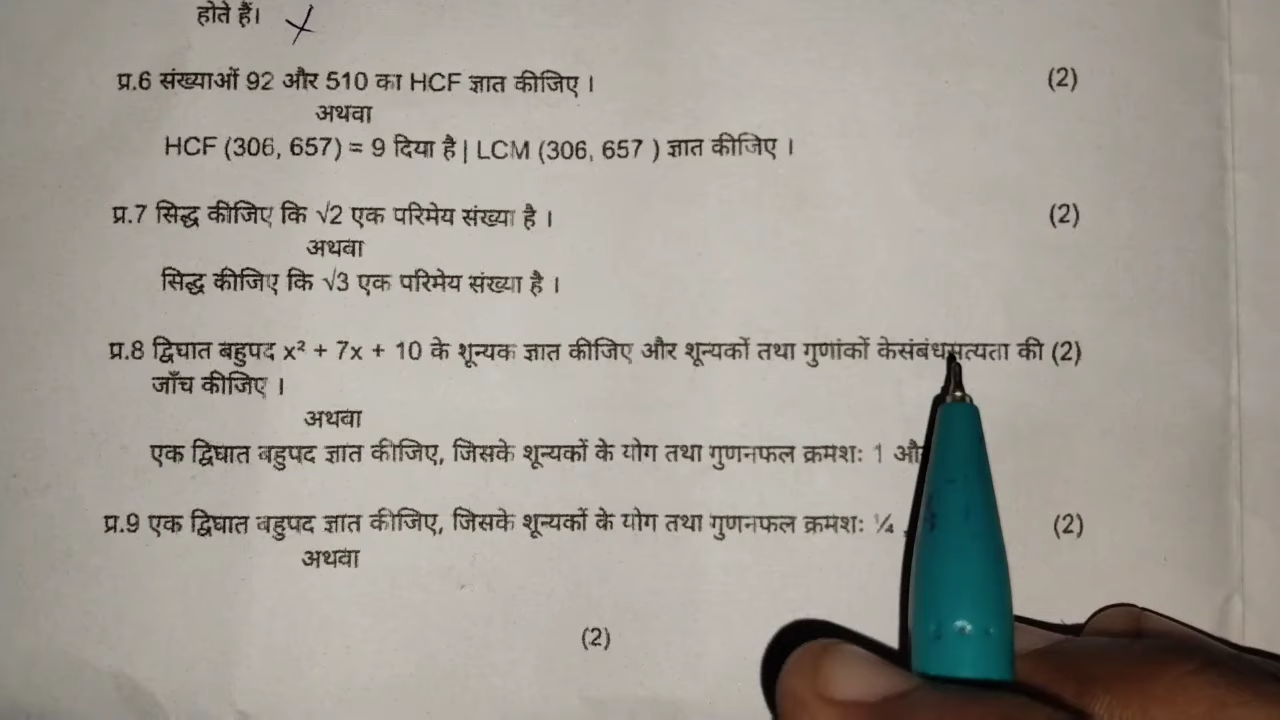 होते हैं।
प्र.6 संख्याओं 92 और 510 का HCF ज्ञात कीजिए । (2)
अथवा
HCF (306, 657) = 9 दिया है | LCM (306, 657 ) ज्ञात कीजिए ।
प्र.7 सिद्ध कीजिए कि √2 एक परिमेय संख्या है । (2)
अथवा
सिद्ध कीजिए कि √3 एक परिमेय संख्या है ।
प्र.8 द्विघात बहुपद x² + 7x + 10 के शून्यक ज्ञात कीजिए और शून्यकों तथा गुणांकों केसंबंधसत्यता की (2)
जाँच कीजिए ।
अथवा
एक द्विघात बहुपद ज्ञात कीजिए, जिसके शून्यकों के योग तथा गुणनफल क्रमशः 1
प्र.9 एक द्विघात बहुपद ज्ञात कीजिए, जिसके शून्यकों के योग तथा गुणनफल क्रमशः ¼ (2)
अथवा
(2)